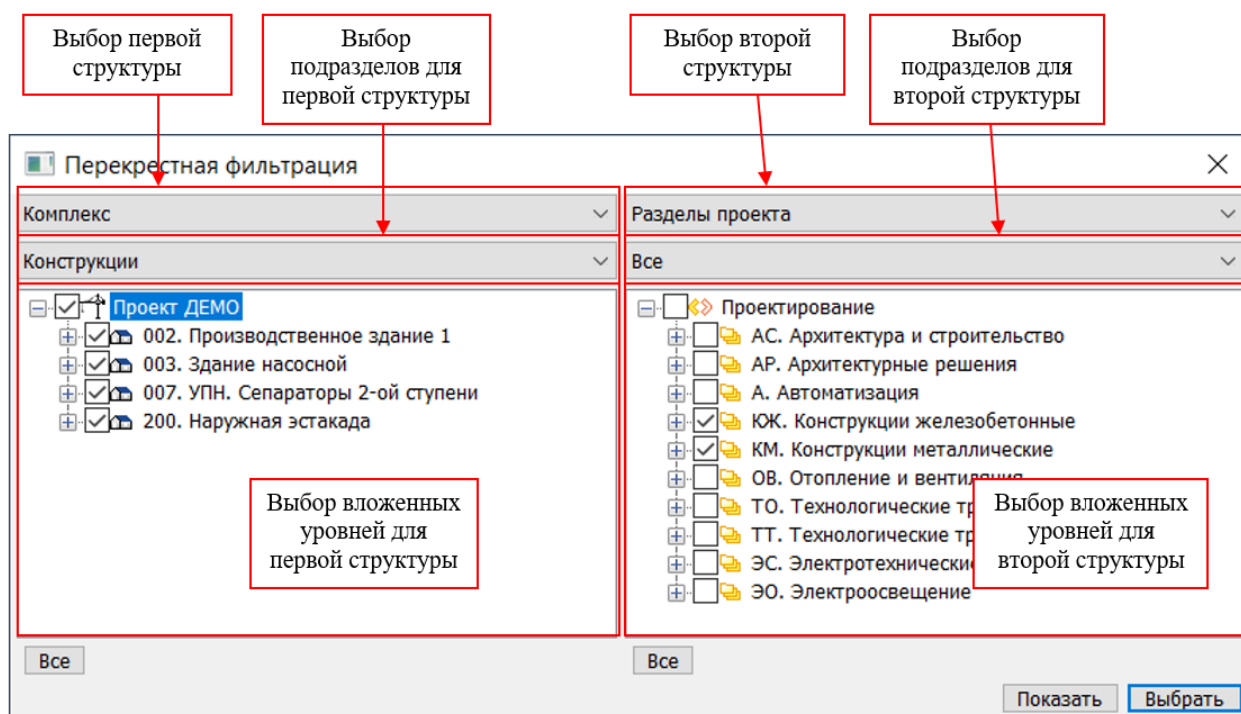 Выбор первой
структуры
Выбор
подразделов для
первой структуры
Выбор второй
структуры
Выбор
подразделов для
второй структуры
Перекрестная фильтрация
Комплекс
Конструкции
Проект ДЕМО
002. Производственное здание 1
003. Здание насосной
007. УПН. Сепараторы 2-ой ступени
200. Наружная эстакада
Выбор вложенных
уровней для
первой структуры
Все
Разделы проекта
Все
Проектирование
АС. Архитектура и строительство
АР. Архитектурные решения
А. Автоматизация
КЖ. Конструкции железобетонные
КМ. Конструкции металлические
ОВ. Отопление и вентиляция
ТО. Технологические
ТТ. Технологические
ЭС. Электротехнические
ЭО. Электроосвещение
Выбор вложенных
уровней для
второй структуры
Все
Показать
Выбрать